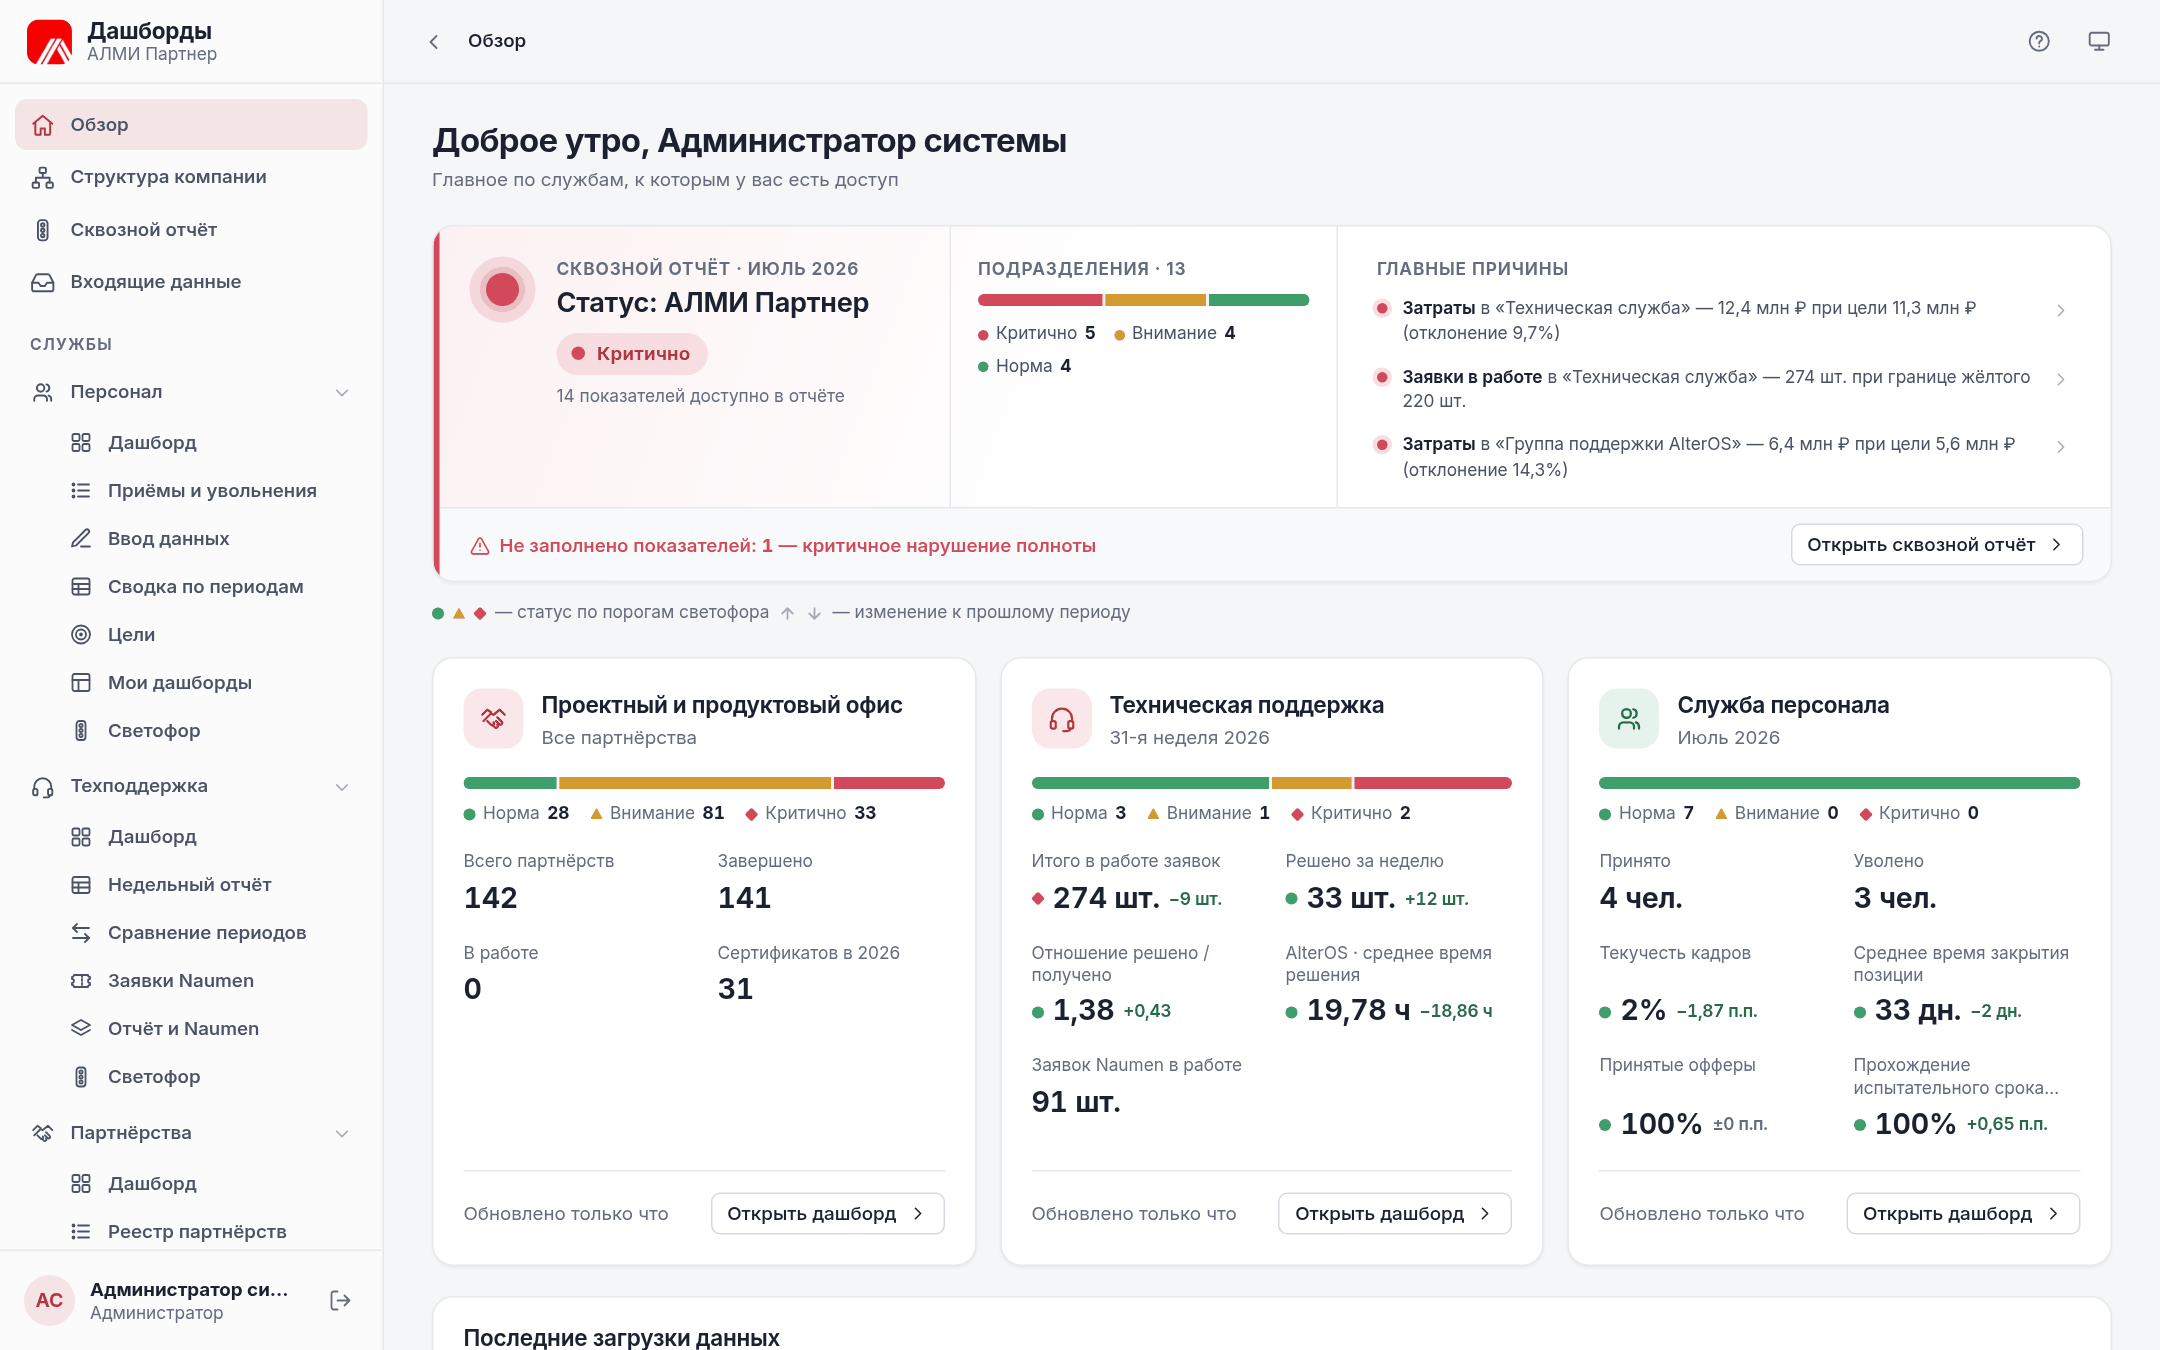 Дашборды
АЛМИ Партнер
Обзор
Структура компании
Сквозной отчёт
Входящие данные
СЛУЖБЫ
Персонал
Дашборд
Приёмы и увольнения
Ввод данных
Сводка по периодам
Цели
Мои дашборды
Светофор
Техподдержка
Дашборд
Недельный отчёт
Сравнение периодов
Заявки Naumen
Отчёт и Naumen
Светофор
Партнёрства
Дашборд
Реестр партнёрств
АС
Администратор си...
Администратор
Обзор
Доброе утро, Администратор системы
Главное по службам, к которым у вас есть доступ
СКВОЗНОЙ ОТЧЁТ · ИЮЛЬ 2026
Статус: АЛМИ Партнер
Критично
14 показателей доступно в отчёте
ПОДРАЗДЕЛЕНИЯ · 13
Критично 5 Внимание 4
Норма 4
ГЛАВНЫЕ ПРИЧИНЫ
Затраты в «Техническая служба» — 12,4 млн ₽ при цели 11,3 млн ₽
(отклонение 9,7%)
Заявки в работе в «Техническая служба» — 274 шт. при границе жёлтого
220 шт.
Затраты в «Группа поддержки AlterOS» — 6,4 млн ₽ при цели 5,6 млн ₽
(отклонение 14,3%)
Не заполнено показателей: 1 — критичное нарушение полноты
Открыть сквозной отчёт
— статус по порогам светофора ↑ ↓ — изменение к прошлому периоду
Проектный и продуктовый офис
Все партнёрства
Норма 28 Внимание 81 Критично 33
Всего партнёрств
142
Завершено
141
В работе
0
Сертификатов в 2026
31
Обновлено только что
Открыть дашборд
Техническая поддержка
31-я неделя 2026
Норма 3 Внимание 1 Критично 2
Итого в работе заявок
274 шт. −9 шт.
Решено за неделю
33 шт. +12 шт.
Отношение решено /
получено
1,38 +0,43
AlterOS · среднее время
решения
19,78 ч −18,86 ч
Заявок Naumen в работе
91 шт.
Обновлено только что
Открыть дашборд
Служба персонала
Июль 2026
Норма 7 Внимание 0 Критично 0
Принято
4 чел.
Уволено
3 чел.
Текучесть кадров
2% −1,87 п.п.
Среднее время закрытия
позиции
33 дн. −2 дн.
Принятые офферы
100% ±0 п.п.
Прохождение
испытательного срока...
100% +0,65 п.п.
Обновлено только что
Открыть дашборд
Последние загрузки данных